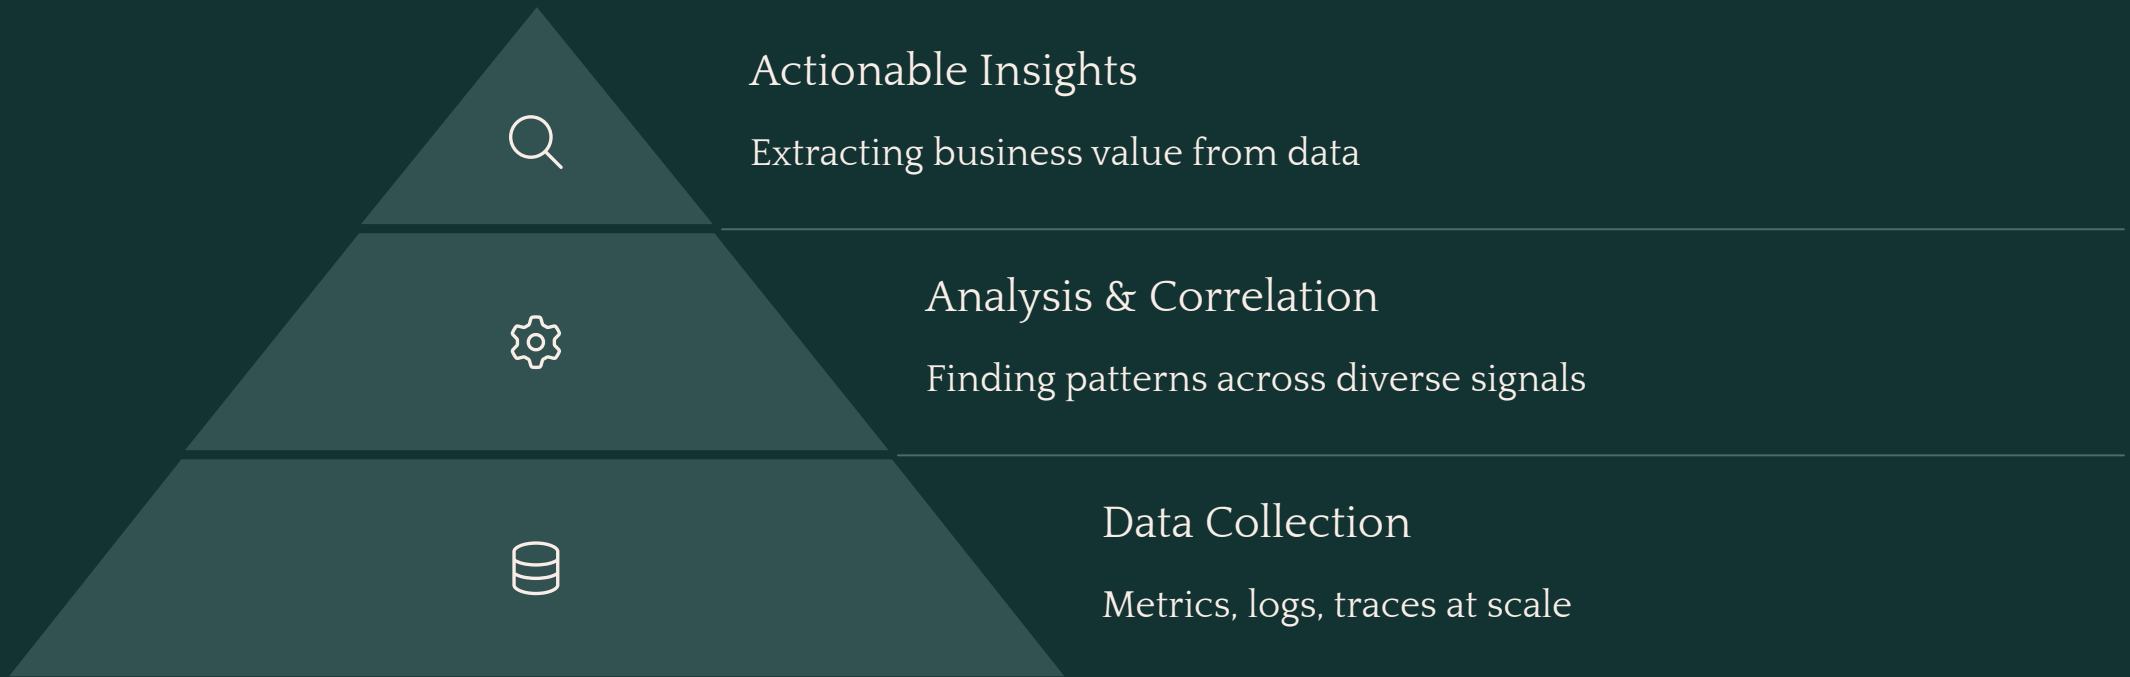 Actionable Insights
Extracting business value from data
Analysis & Correlation
Finding patterns across diverse signals
Data Collection
Metrics, logs, traces at scale